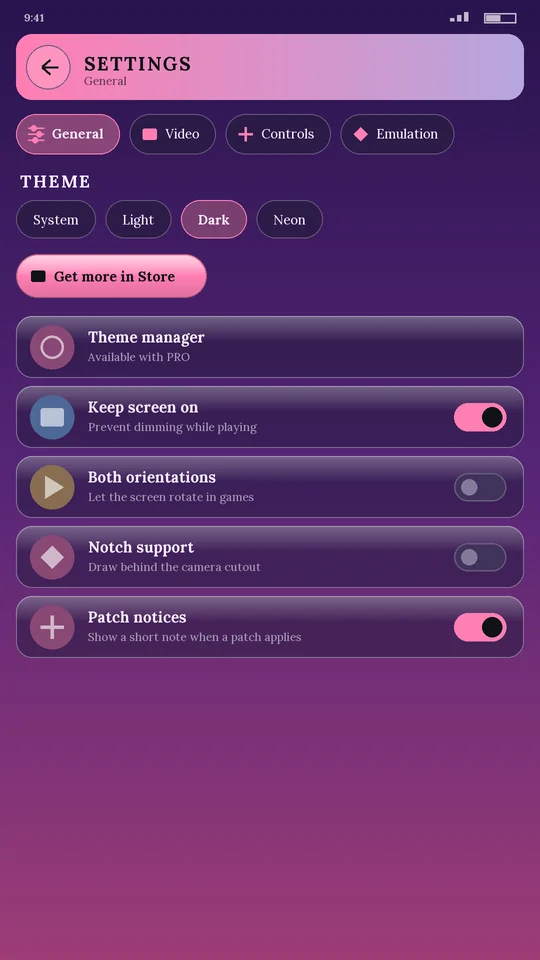 9:41
SETTINGS
General
General
Video
Controls
Emulation
THEME
System
Light
Dark
Neon
Get more in Store
Theme manager
Available with PRO
Keep screen on
Prevent dimming while playing
Both orientations
Let the screen rotate in games
Notch support
Draw behind the camera cutout
Patch notices
Show a short note when a patch applies